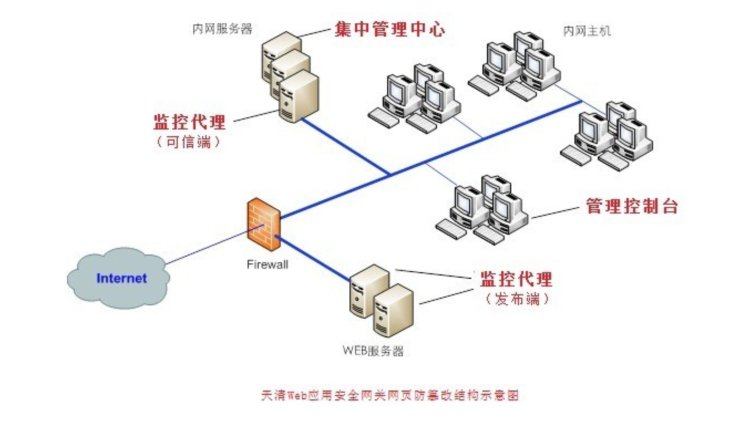 内网服务器
集中管理中心
内网主机
监控代理
（可信端）
管理控制台
Firewall
Internet
监控代理
（发布端）
WEB服务器
天清Web应用安全网关网页防篡改结构示意图